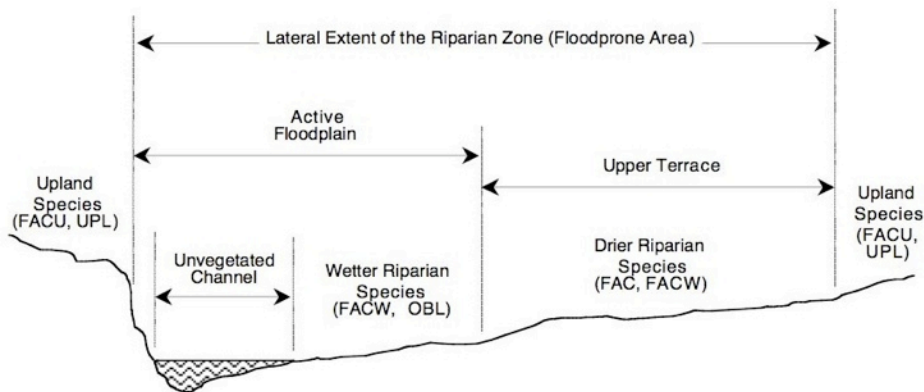 Lateral Extent of the Riparian Zone (Floodprone Area)
Active
Floodplain
Upper Terrace
Upland
Species
(FACU, UPL)
Unvegetated
Channel
Wetter Riparian
Species
(FACW, OBL)
Drier Riparian
Species
(FAC, FACW)
Upland
Species
(FACU,
UPL)